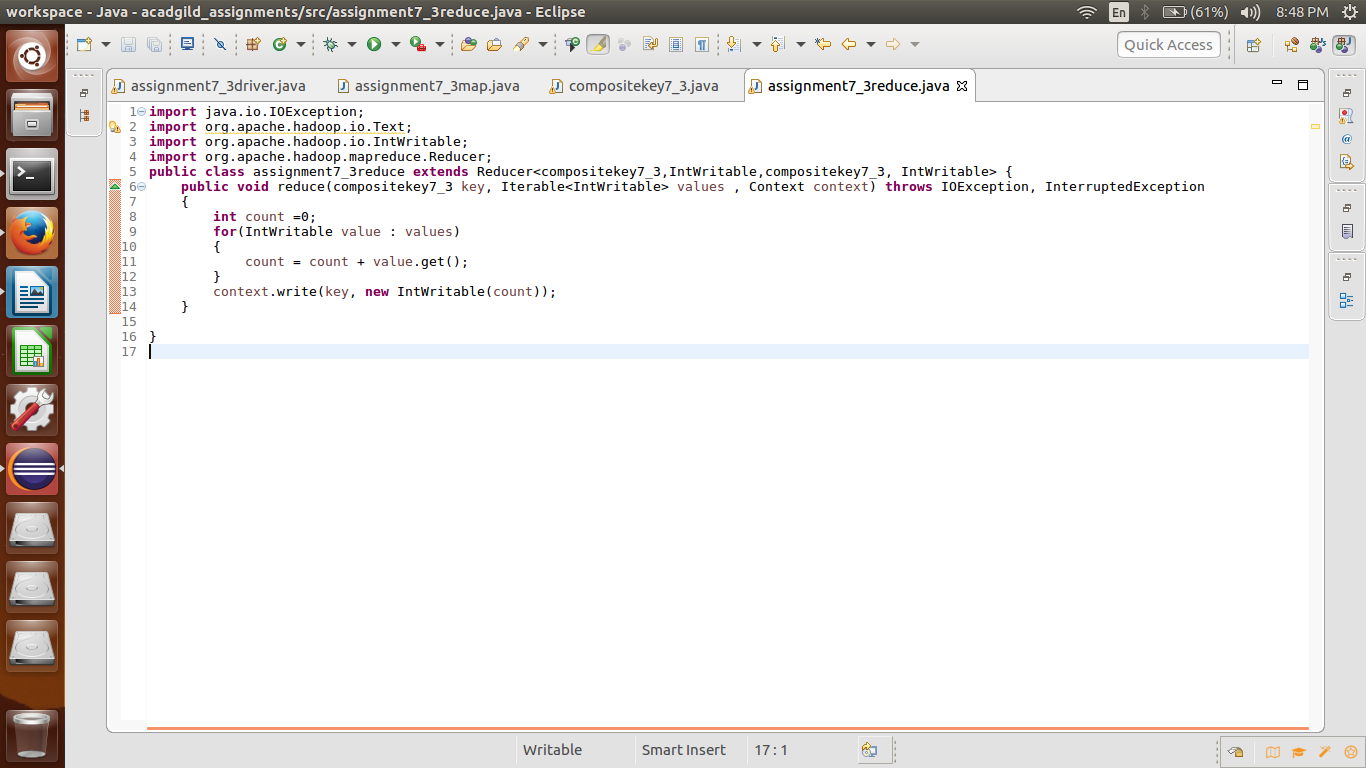 workspace - Java - acadgild_assignments/src/assignment7_3reduce.java - Eclipse
En (61%) 8:48 PM
Quick Access
assignment7_3driver.java assignment7_3map.java compositekey7_3.java assignment7_3reduce.java
1 import java.io.IOException;
2 import org.apache.hadoop.io.Text;
3 import org.apache.hadoop.io.IntWritable;
4 import org.apache.hadoop.mapreduce.Reducer;
5 public class assignment7_3reduce extends Reducer<compositekey7_3,IntWritable,compositekey7_3, IntWritable> {
6 public void reduce(compositekey7_3 key, Iterable<IntWritable> values , Context context) throws IOException, InterruptedException
7 {
8 int count =0;
9 for(IntWritable value : values)
10 {
11 count = count + value.get();
12 }
13 context.write(key, new IntWritable(count));
14 }
15
16 }
17
Writable Smart Insert 17 : 1